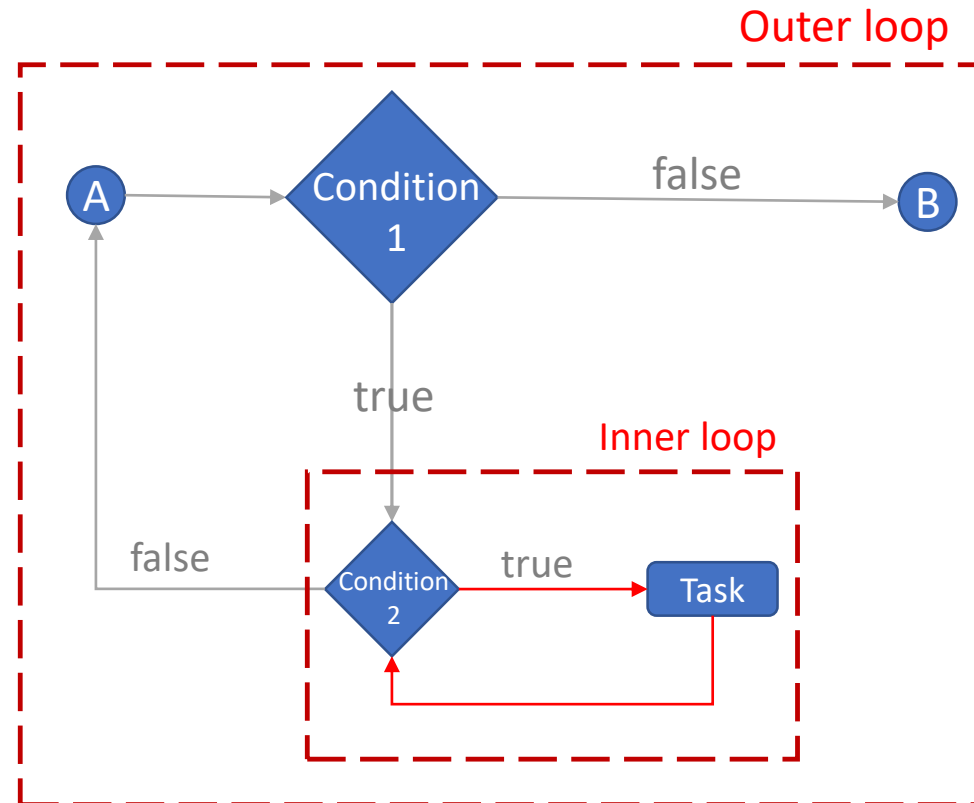 Outer loop
A
Condition
1
false
B
true
Inner loop
false
Condition
2
true
Task